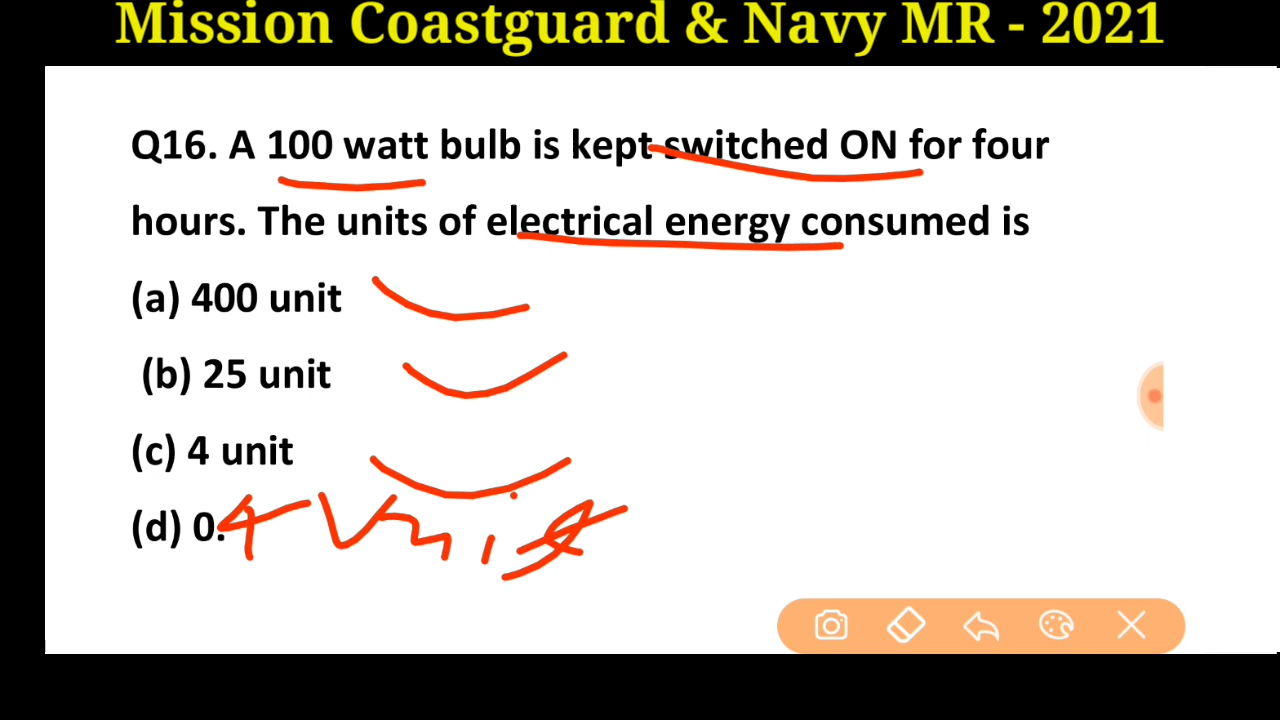 Mission Coastguard & Navy MR - 2021
Q16. A 100 watt bulb is kept switched ON for four
hours. The units of electrical energy consumed is
(a) 400 unit
(b) 25 unit
(c) 4 unit
(d) 0.4 Unit